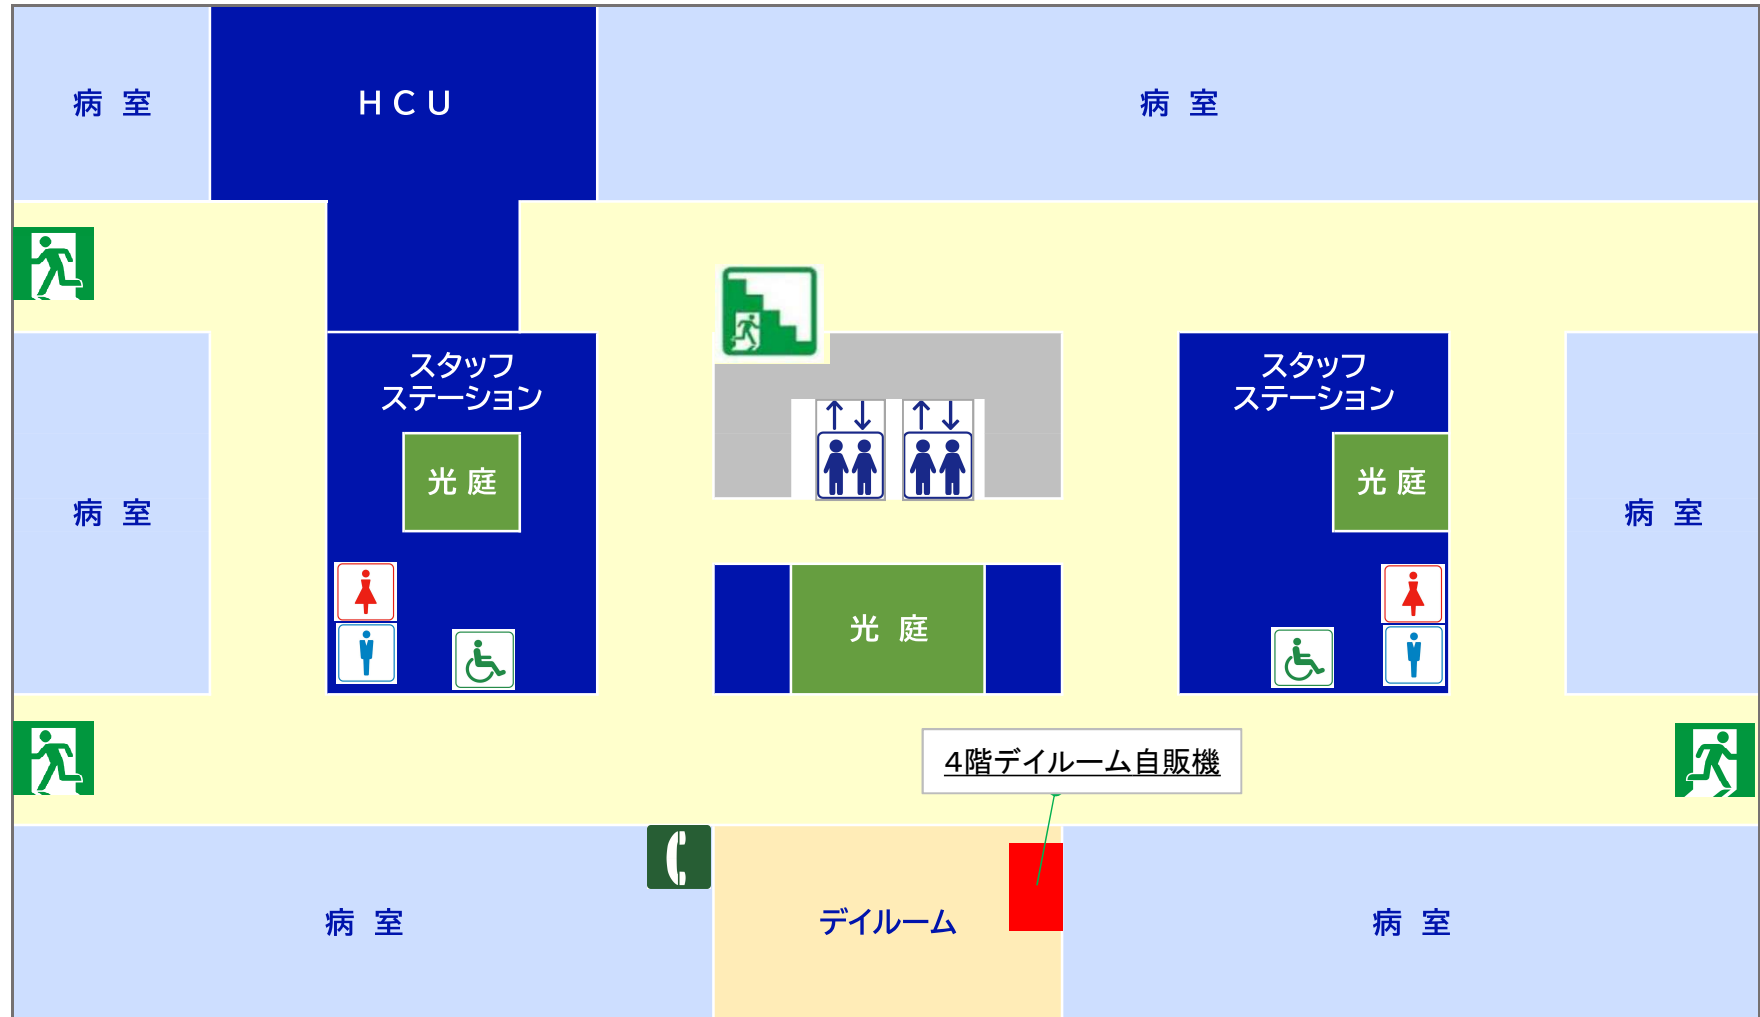 病 室
HCU
病 室
スタッフ
ステーション
スタッフ
ステーション
光 庭
光 庭
病 室
病 室
光 庭
4階デイルーム自販機
病 室
デイルーム
病 室